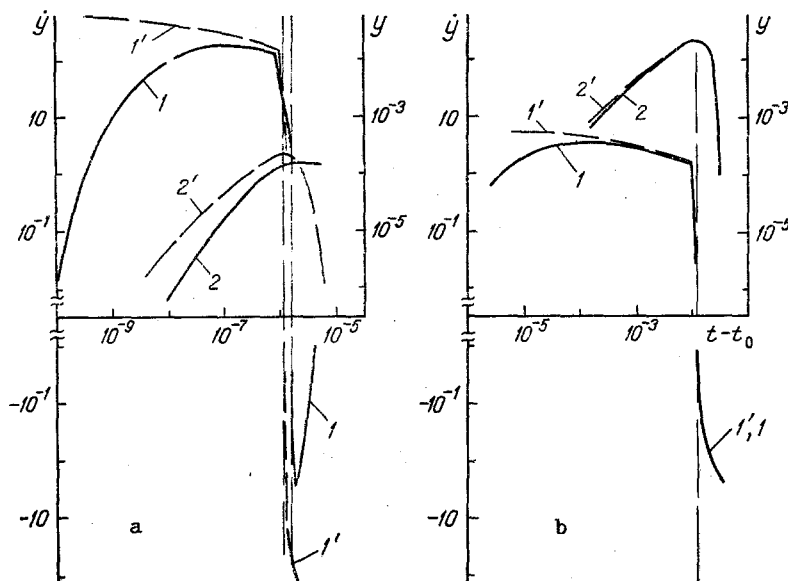 ẏ 1' y ẏ y
1 2' 2
10 10⁻³ 10 1' 10⁻³
2' 1
10⁻¹ 2 10⁻⁵ 10⁻¹ 10⁻⁵
10⁻⁹ 10⁻⁷ 10⁻⁵ 10⁻⁵ 10⁻³ t−t₀
−10⁻¹ 1 −10⁻¹ 1',1
−10 a 1' −10 b